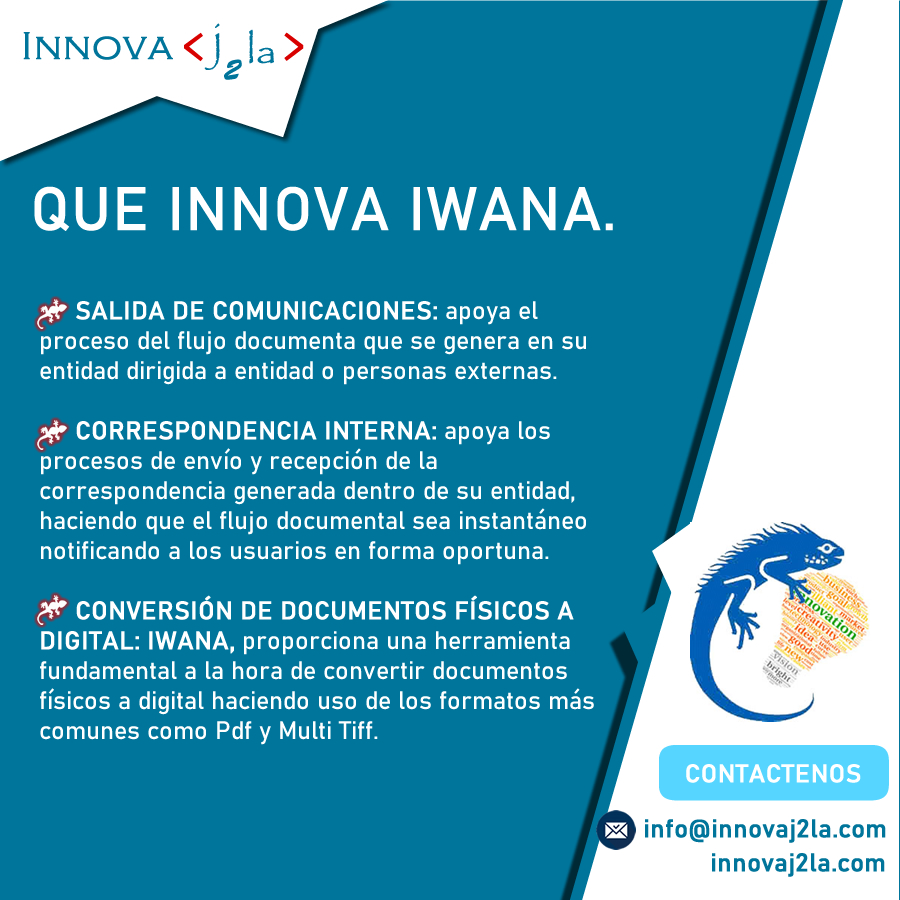 INNOVA <j2la>
QUE INNOVA IWANA.
SALIDA DE COMUNICACIONES: apoya el
proceso del flujo documenta que se genera en su
entidad dirigida a entidad o personas externas.
CORRESPONDENCIA INTERNA: apoya los
procesos de envío y recepción de la
correspondencia generada dentro de su entidad,
haciendo que el flujo documental sea instantáneo
notificando a los usuarios en forma oportuna.
CONVERSIÓN DE DOCUMENTOS FÍSICOS A
DIGITAL: IWANA, proporciona una herramienta
fundamental a la hora de convertir documentos
físicos a digital haciendo uso de los formatos más
comunes como Pdf y Multi Tiff.
business
goal
market
novation
creativity
idea
good
new
vision
bright
CONTACTENOS
info@innovaj2la.com
innovaj2la.com